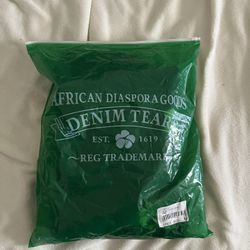 AFRICAN DIASPORA GOODS
DENIM TEARS
EST. 1619
~REG TRADEMARK~